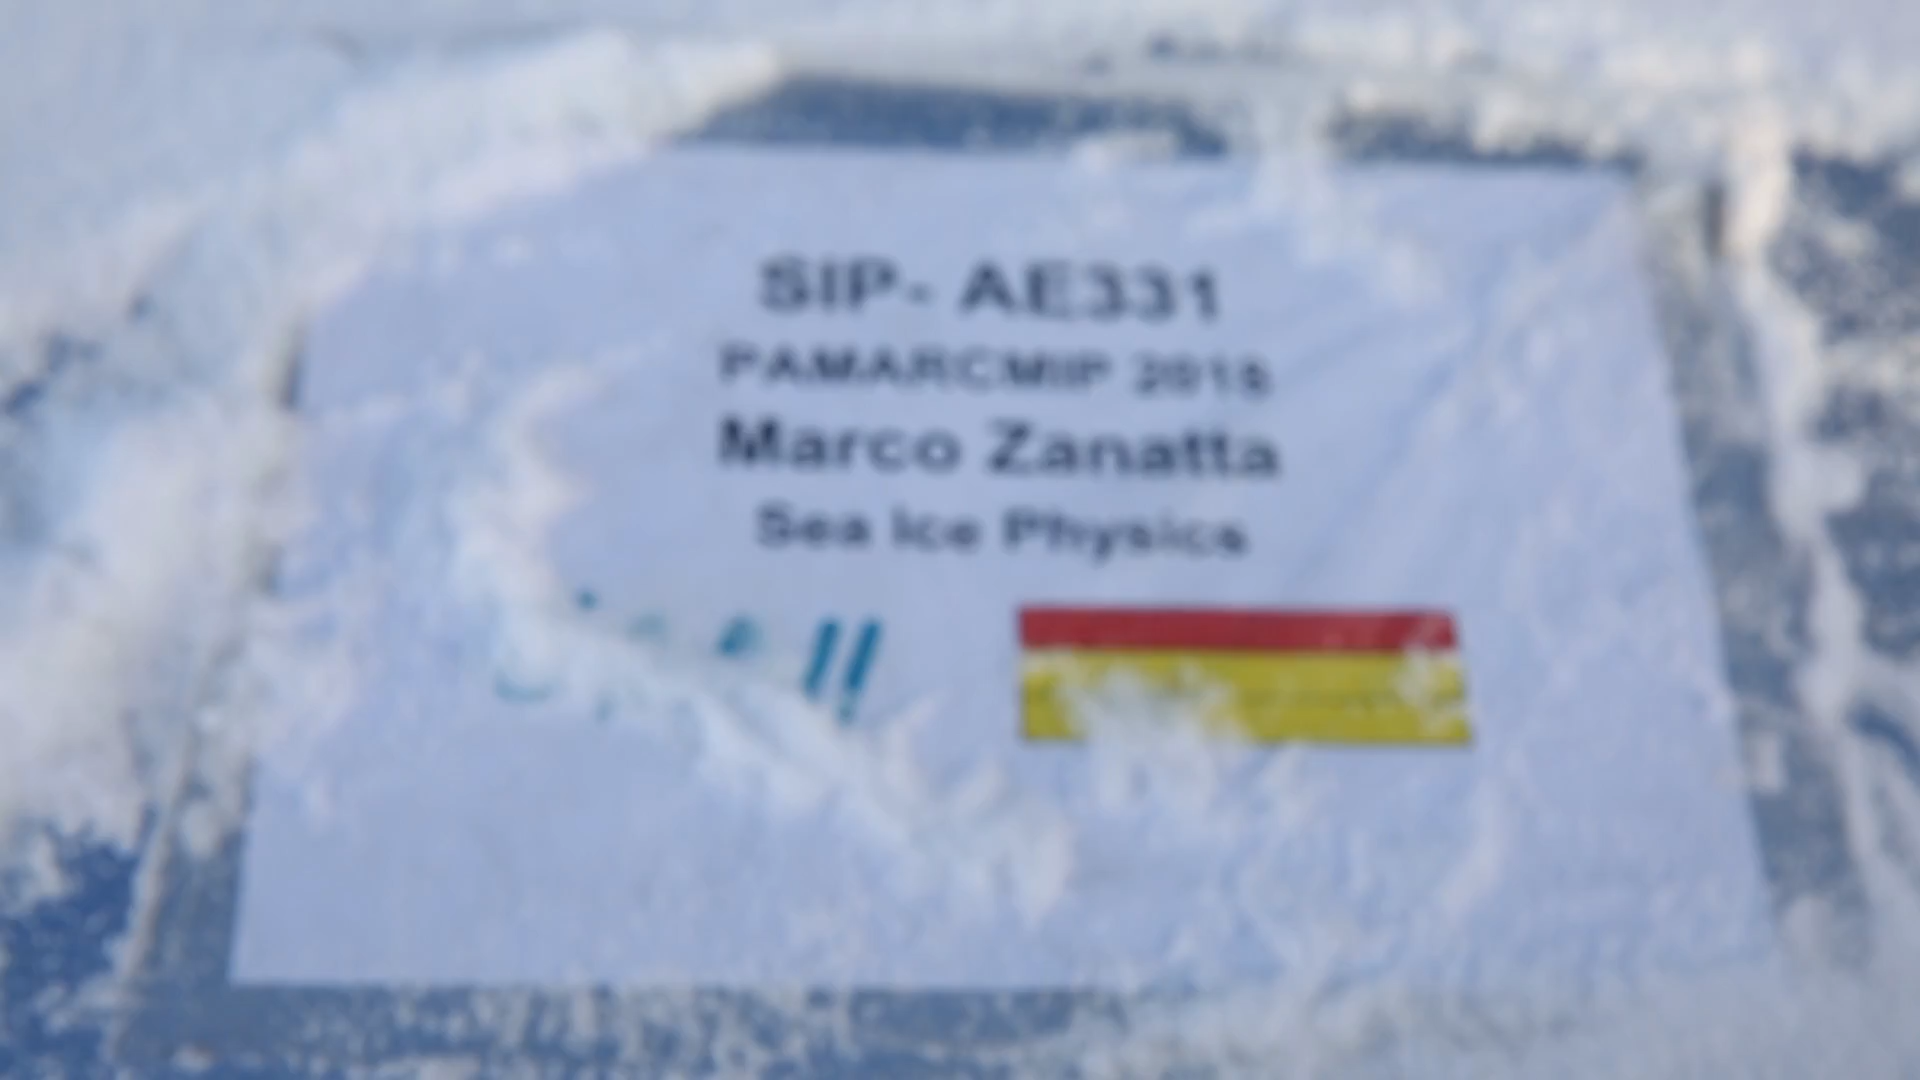 SIP- AE331
PAMARCMIP 2018
Marco Zanatta
Sea Ice Physics